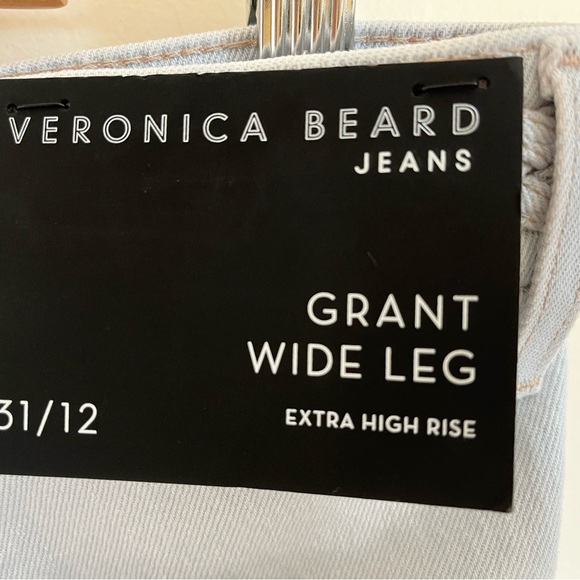 VERONICA BEARD
JEANS
GRANT
WIDE LEG
31/12
EXTRA HIGH RISE